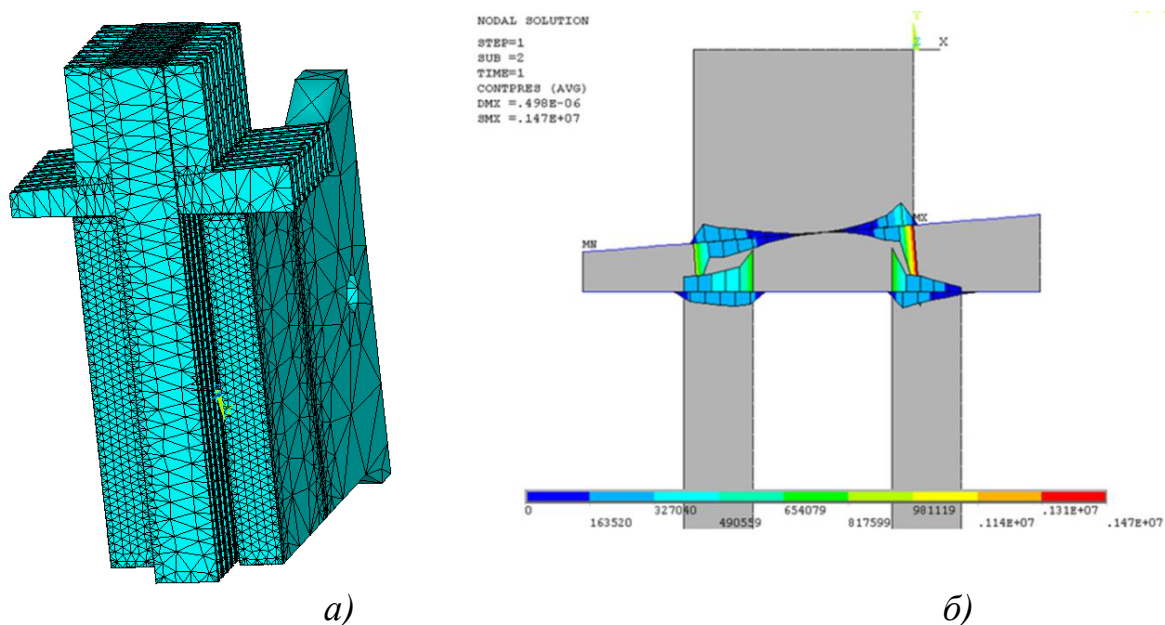 NODAL SOLUTION
STEP=1
SUB =2
TIME=1
CONTPRES (AVG)
DMX =.498E-06
SMX =.147E+07
X
MX
MN
0 327040 654079 981119 .131E+07
163520 490559 817599 .114E+07 .147E+07
а) б)